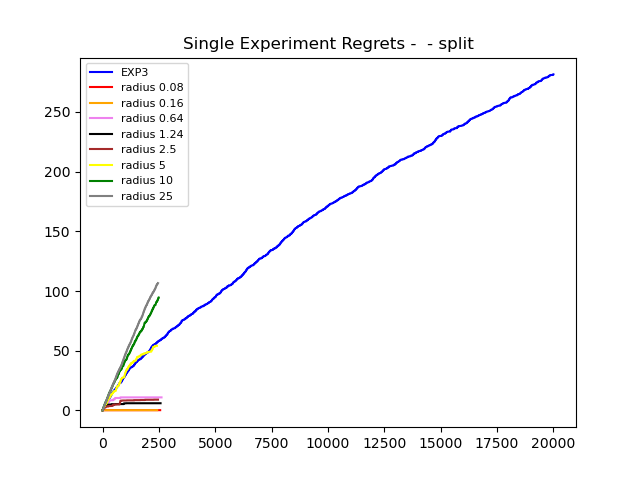 Single Experiment Regrets -  - split
EXP3
radius 0.08
radius 0.16
radius 0.64
radius 1.24
radius 2.5
radius 5
radius 10
radius 25
250
200
150
100
50
0
0 2500 5000 7500 10000 12500 15000 17500 20000